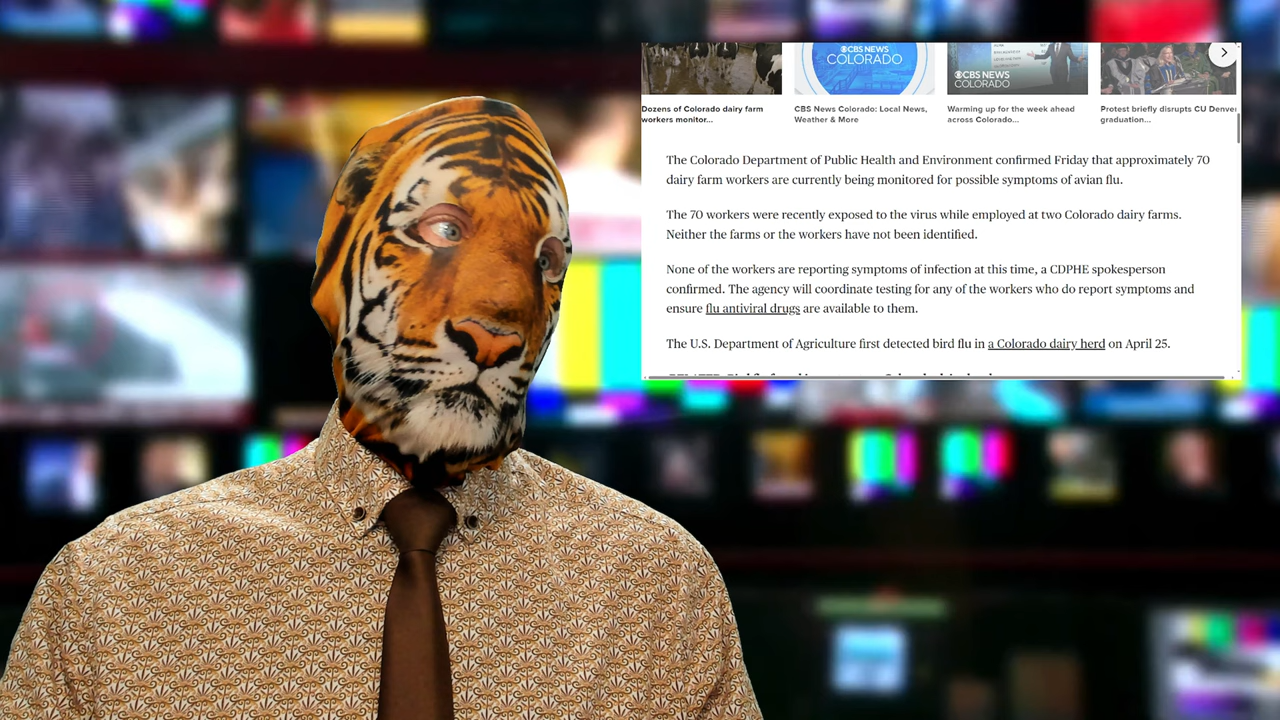 CBS NEWS
COLORADO
CBS NEWS
COLORADO
Dozens of Colorado dairy farm
workers monitor...
CBS News Colorado: Local News,
Weather & More
Warming up for the week ahead
across Colorado...
Protest briefly disrupts CU Denver
graduation...
The Colorado Department of Public Health and Environment confirmed Friday that approximately 70
dairy farm workers are currently being monitored for possible symptoms of avian flu.
The 70 workers were recently exposed to the virus while employed at two Colorado dairy farms.
Neither the farms or the workers have not been identified.
None of the workers are reporting symptoms of infection at this time, a CDPHE spokesperson
confirmed. The agency will coordinate testing for any of the workers who do report symptoms and
ensure flu antiviral drugs are available to them.
The U.S. Department of Agriculture first detected bird flu in a Colorado dairy herd on April 25.